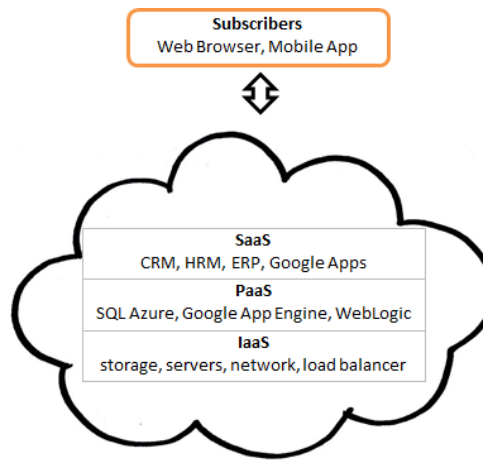 Subscribers
Web Browser, Mobile App
SaaS
CRM, HRM, ERP, Google Apps
PaaS
SQL Azure, Google App Engine, WebLogic
IaaS
storage, servers, network, load balancer